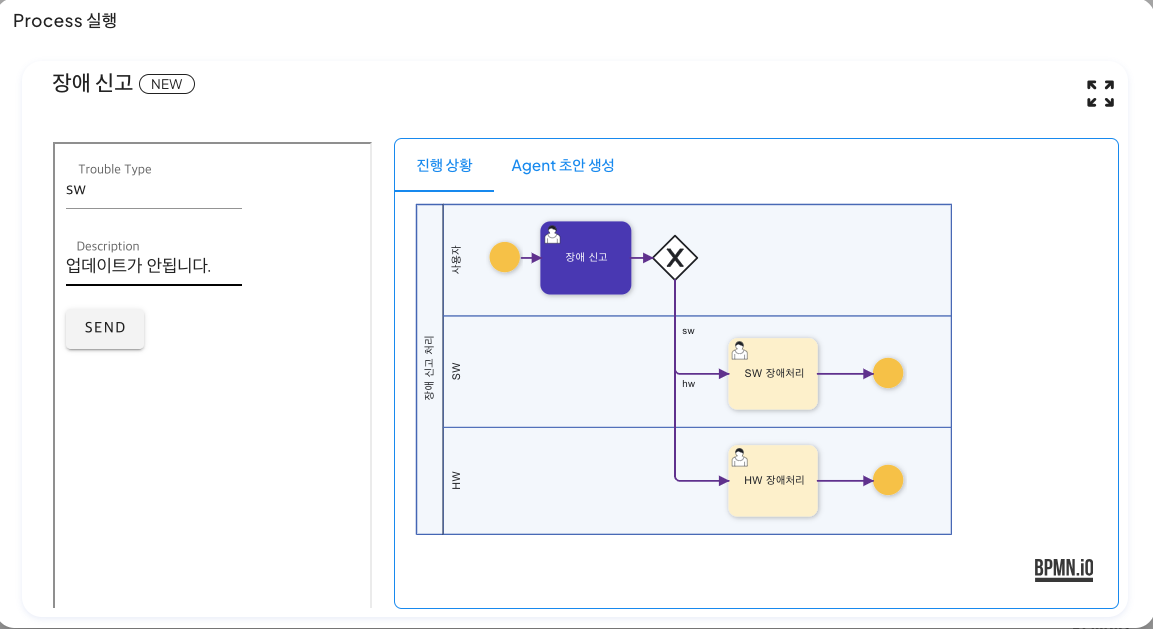 Process 실행
장애 신고 NEW
Trouble Type
sw
Description
업데이트가 안됩니다.
SEND
진행 상황 Agent 초안 생성
장애 신고 처리
사용자
장애 신고
SW
sw
SW 장애처리
hw
HW
HW 장애처리
BPMN.iO